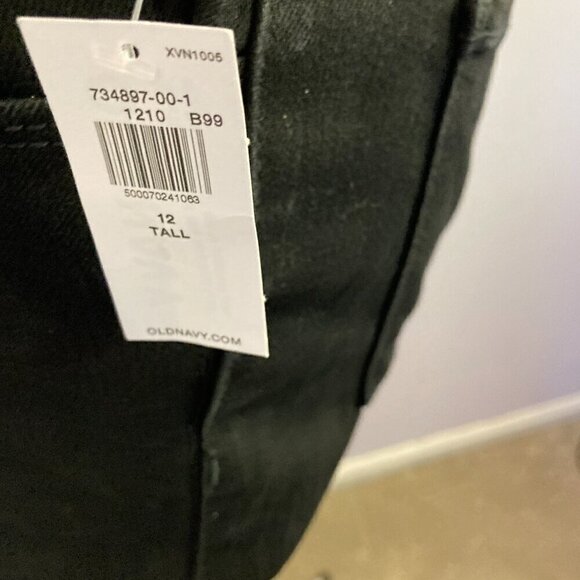 XVN1005
734897-00-1
1210 B99
500070241063
12
TALL
OLDNAVY.COM